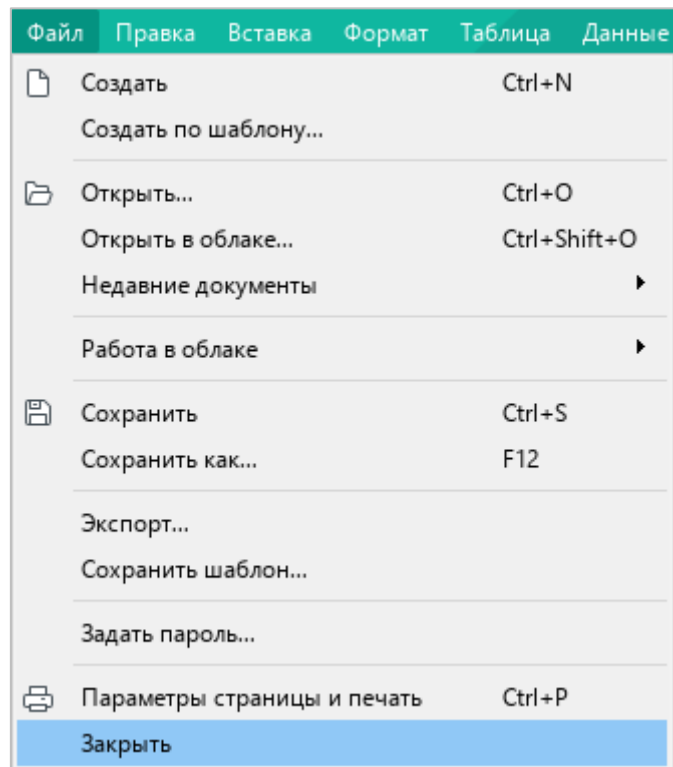 Файл Правка Вставка Формат Таблица Данные
Создать Ctrl+N
Создать по шаблону...
Открыть... Ctrl+O
Открыть в облаке... Ctrl+Shift+O
Недавние документы
Работа в облаке
Сохранить Ctrl+S
Сохранить как... F12
Экспорт...
Сохранить шаблон...
Задать пароль...
Параметры страницы и печать Ctrl+P
Закрыть